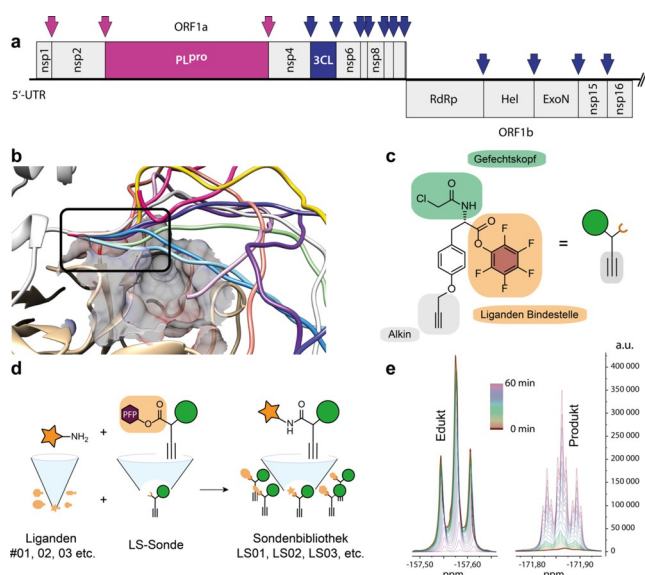 a
ORF1a
nsp1
nsp2
PLpro
nsp4
3CL
nsp6
nsp8
5′-UTR
RdRp
Hel
ExoN
nsp15
nsp16
ORF1b
b
c
Gefechtskopf
Cl
O
NH
O
O
F
F
F
F
F
O
Alkin
Liganden Bindestelle
=
d
NH2
+
PFP
O
O
N
H
O
+
Liganden
#01, 02, 03 etc.
LS-Sonde
Sondenbibliothek
LS01, LS02, LS03, etc.
e
a.u.
400 000
350 000
300 000
250 000
200 000
150 000
100 000
50 000
0
60 min
0 min
Edukt
Produkt
-157,50
-157,60
-171,80
-171,90
ppm
ppm